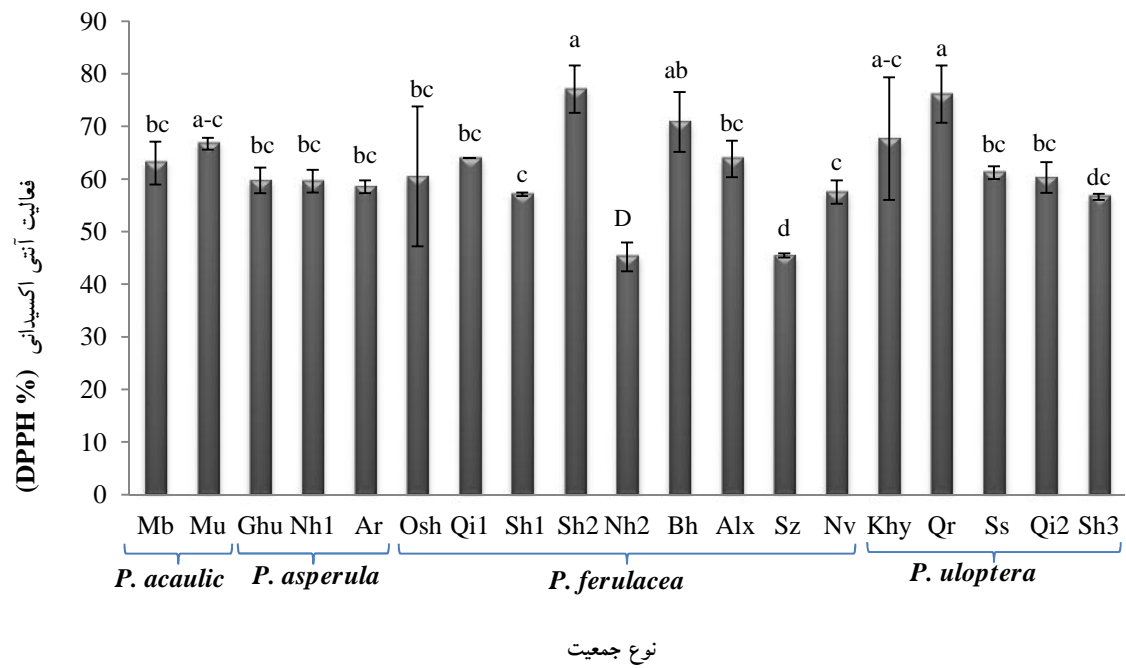 90
80
70
60
50
40
30
20
10
0
فعالیت آنتی اکسیدانی
(DPPH %)
bc a-c bc bc bc bc bc c a D ab bc d c a-c a bc bc dc
Mb Mu Ghu Nh1 Ar Osh Qi1 Sh1 Sh2 Nh2 Bh Alx Sz Nv Khy Qr Ss Qi2 Sh3
P. acaulic P. asperula P. ferulacea P. uloptera
نوع جمعیت